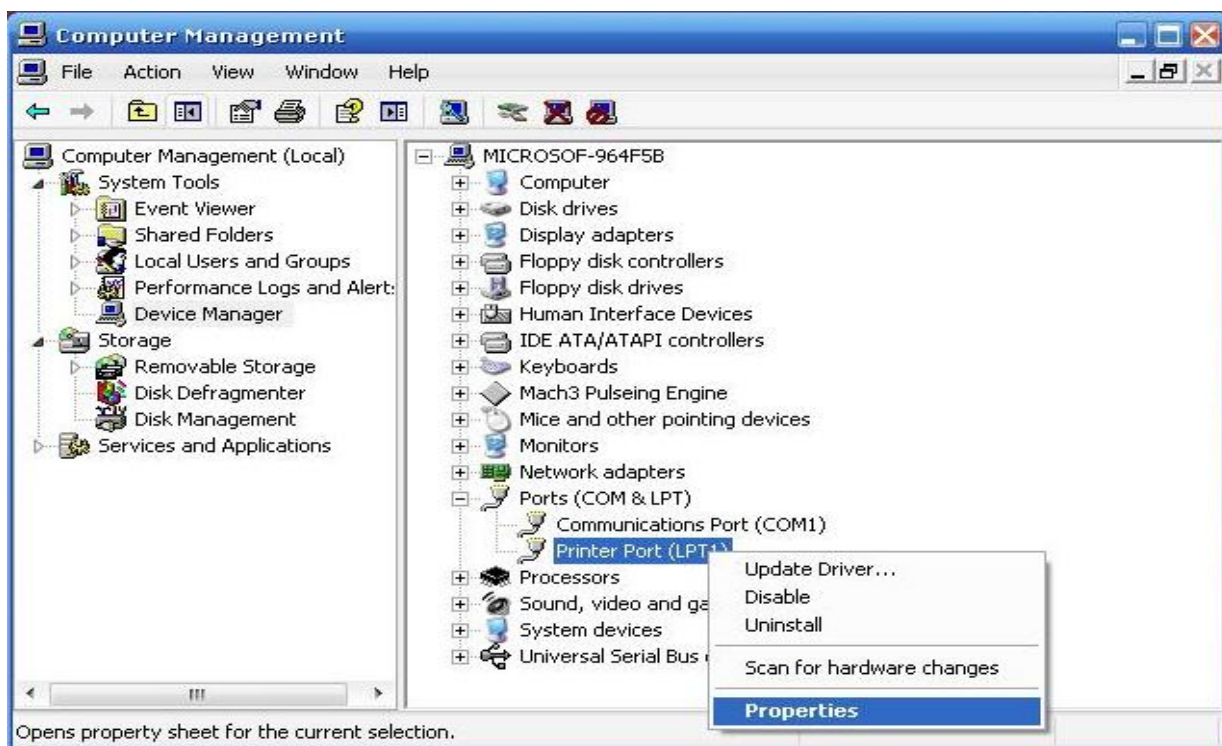 Computer Management
File Action View Window Help
Computer Management (Local)
System Tools
Event Viewer
Shared Folders
Local Users and Groups
Performance Logs and Alert
Device Manager
Storage
Removable Storage
Disk Defragmenter
Disk Management
Services and Applications
MICROSOF-964F5B
Computer
Disk drives
Display adapters
Floppy disk controllers
Floppy disk drives
Human Interface Devices
IDE ATA/ATAPI controllers
Keyboards
Mach3 Pulseing Engine
Mice and other pointing devices
Monitors
Network adapters
Ports (COM & LPT)
Communications Port (COM1)
Printer Port (LPT1)
Processors
Sound, video and ga
System devices
Universal Serial Bus
Update Driver...
Disable
Uninstall
Scan for hardware changes
Properties
Opens property sheet for the current selection.